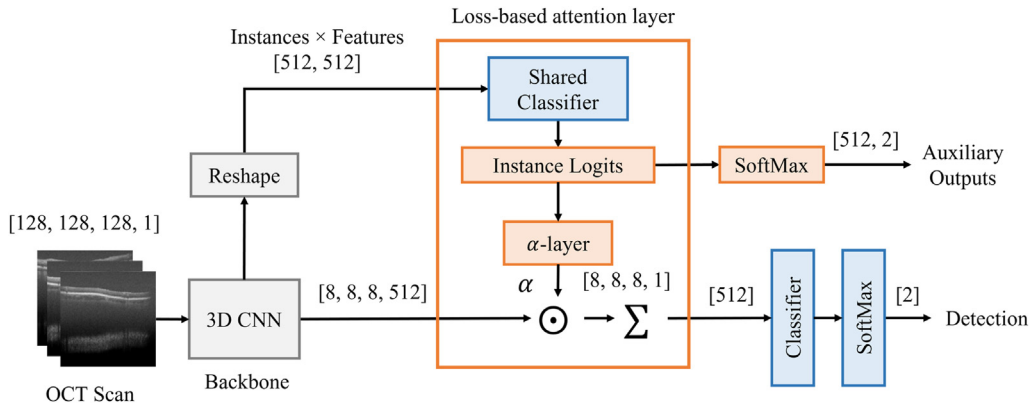 Loss-based attention layer
Instances × Features
[512, 512]
Shared
Classifier
[512, 2]
Instance Logits
SoftMax
Auxiliary
Outputs
Reshape
[128, 128, 128, 1]
α-layer
α
[8, 8, 8, 1]
[8, 8, 8, 512]
3D CNN
⊙
Σ
[512]
Classifier
SoftMax
[2]
Detection
Backbone
OCT Scan